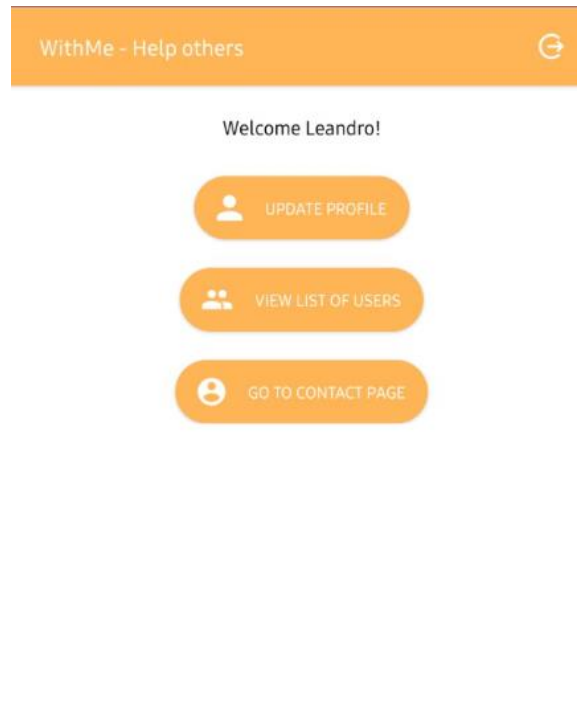 WithMe - Help others
Welcome Leandro!
UPDATE PROFILE
VIEW LIST OF USERS
GO TO CONTACT PAGE